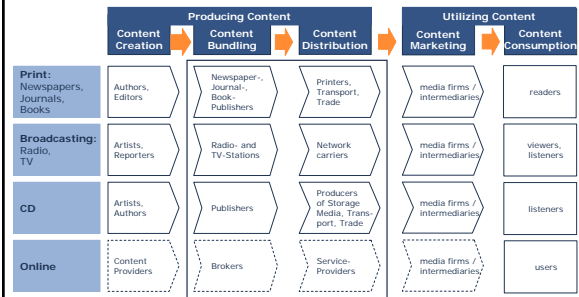 Producing Content
Utilizing Content
Content
Creation
Content
Bundling
Content
Distribution
Content
Marketing
Content
Consumption
Print:
Newspapers,
Journals,
Books
Authors,
Editors
Newspaper-,
Journal-,
Book-
Publishers
Printers,
Transport,
Trade
media firms /
intermediaries
readers
Broadcasting:
Radio,
TV
Artists,
Reporters
Radio- and
TV-Stations
Network
carriers
media firms /
intermediaries
viewers,
listeners
CD
Artists,
Authors
Publishers
Producers
of Storage
Media, Trans-
port, Trade
media firms /
intermediaries
listeners
Online
Content
Providers
Brokers
Service-
Providers
media firms /
intermediaries
users